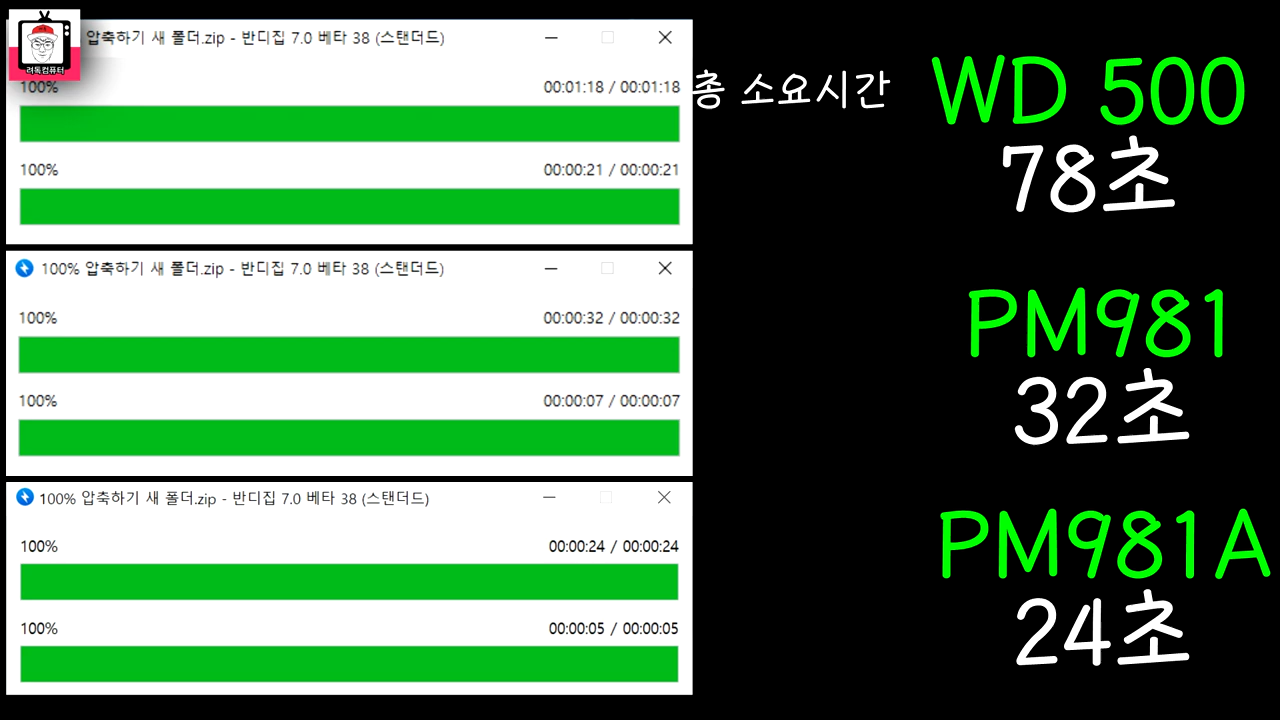 려독컴퓨터
압축하기 새 폴더.zip - 반디집 7.0 베타 38 (스탠더드)
100% 00:01:18 / 00:01:18
100% 00:00:21 / 00:00:21
총 소요시간
WD 500
78초
100% 압축하기 새 폴더.zip - 반디집 7.0 베타 38 (스탠더드)
100% 00:00:32 / 00:00:32
100% 00:00:07 / 00:00:07
PM981
32초
100% 압축하기 새 폴더.zip - 반디집 7.0 베타 38 (스탠더드)
100% 00:00:24 / 00:00:24
100% 00:00:05 / 00:00:05
PM981A
24초